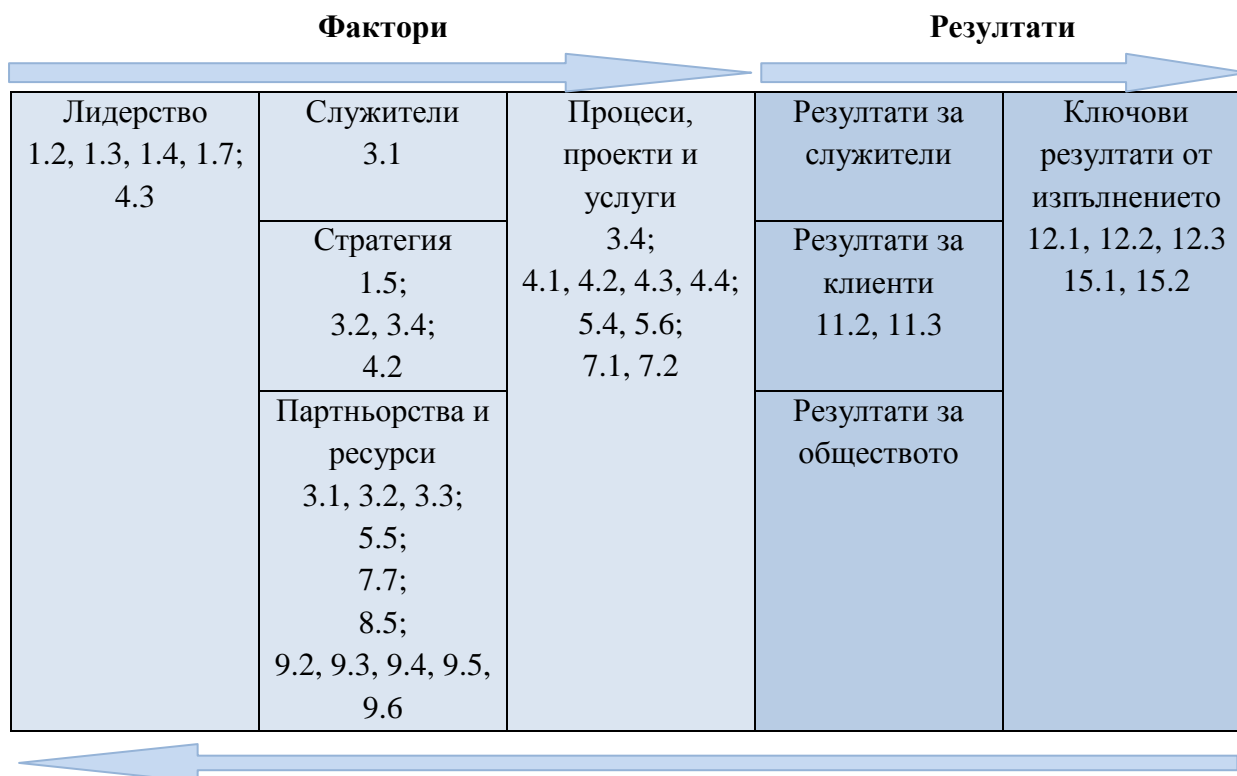 Фактори
Резултати
Лидерство
1.2, 1.3, 1.4, 1.7;
4.3
Служители
3.1
Стратегия
1.5;
3.2, 3.4;
4.2
Партньорства и
ресурси
3.1, 3.2, 3.3;
5.5;
7.7;
8.5;
9.2, 9.3, 9.4, 9.5,
9.6
Процеси,
проекти и
услуги
3.4;
4.1, 4.2, 4.3, 4.4;
5.4, 5.6;
7.1, 7.2
Резултати за
служители
Резултати за
клиенти
11.2, 11.3
Резултати за
обществото
Ключови
резултати от
изпълнението
12.1, 12.2, 12.3
15.1, 15.2